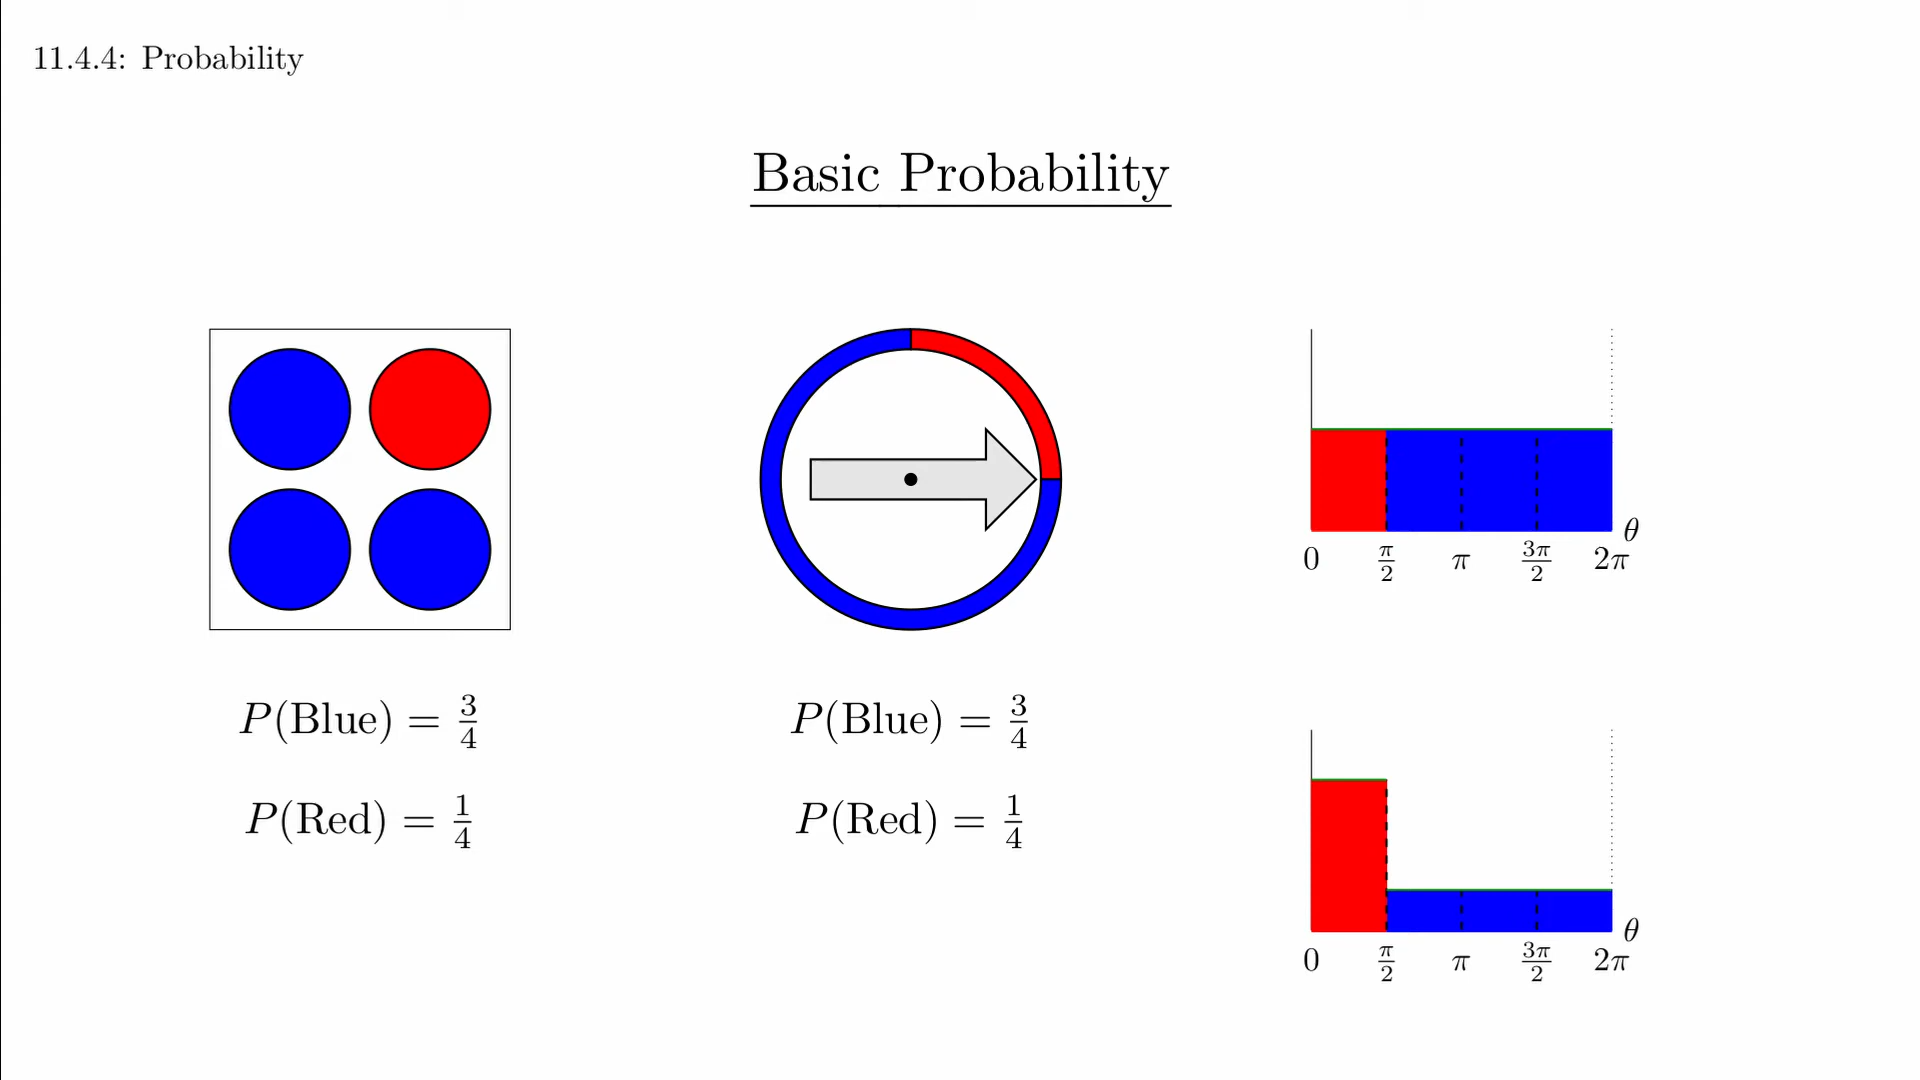 11.4.4: Probability
Basic Probability
P(Blue) = 3/4
P(Red) = 1/4
P(Blue) = 3/4
P(Red) = 1/4
θ
0 π/2 π 3π/2 2π
θ
0 π/2 π 3π/2 2π